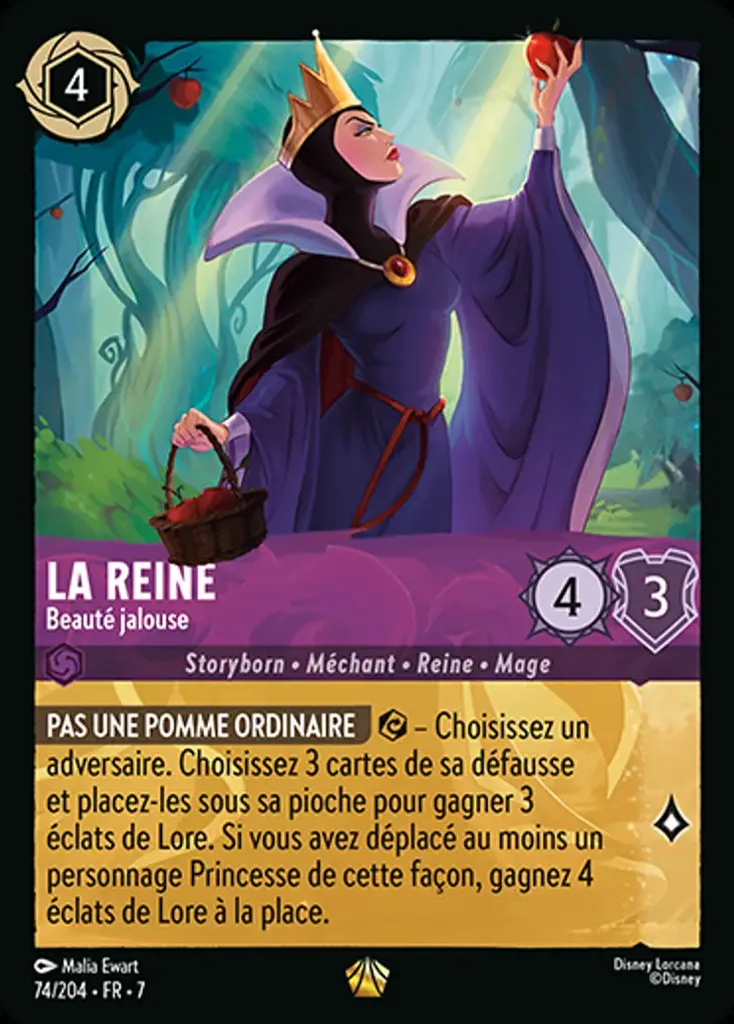 4
LA REINE
Beauté jalouse
4
3
Storyborn • Méchant • Reine • Mage
PAS UNE POMME ORDINAIRE – Choisissez un
adversaire. Choisissez 3 cartes de sa défausse
et placez-les sous sa pioche pour gagner 3
éclats de Lore. Si vous avez déplacé au moins un
personnage Princesse de cette façon, gagnez 4
éclats de Lore à la place.
Malia Ewart
74/204 • FR • 7
Disney Lorcana
©Disney